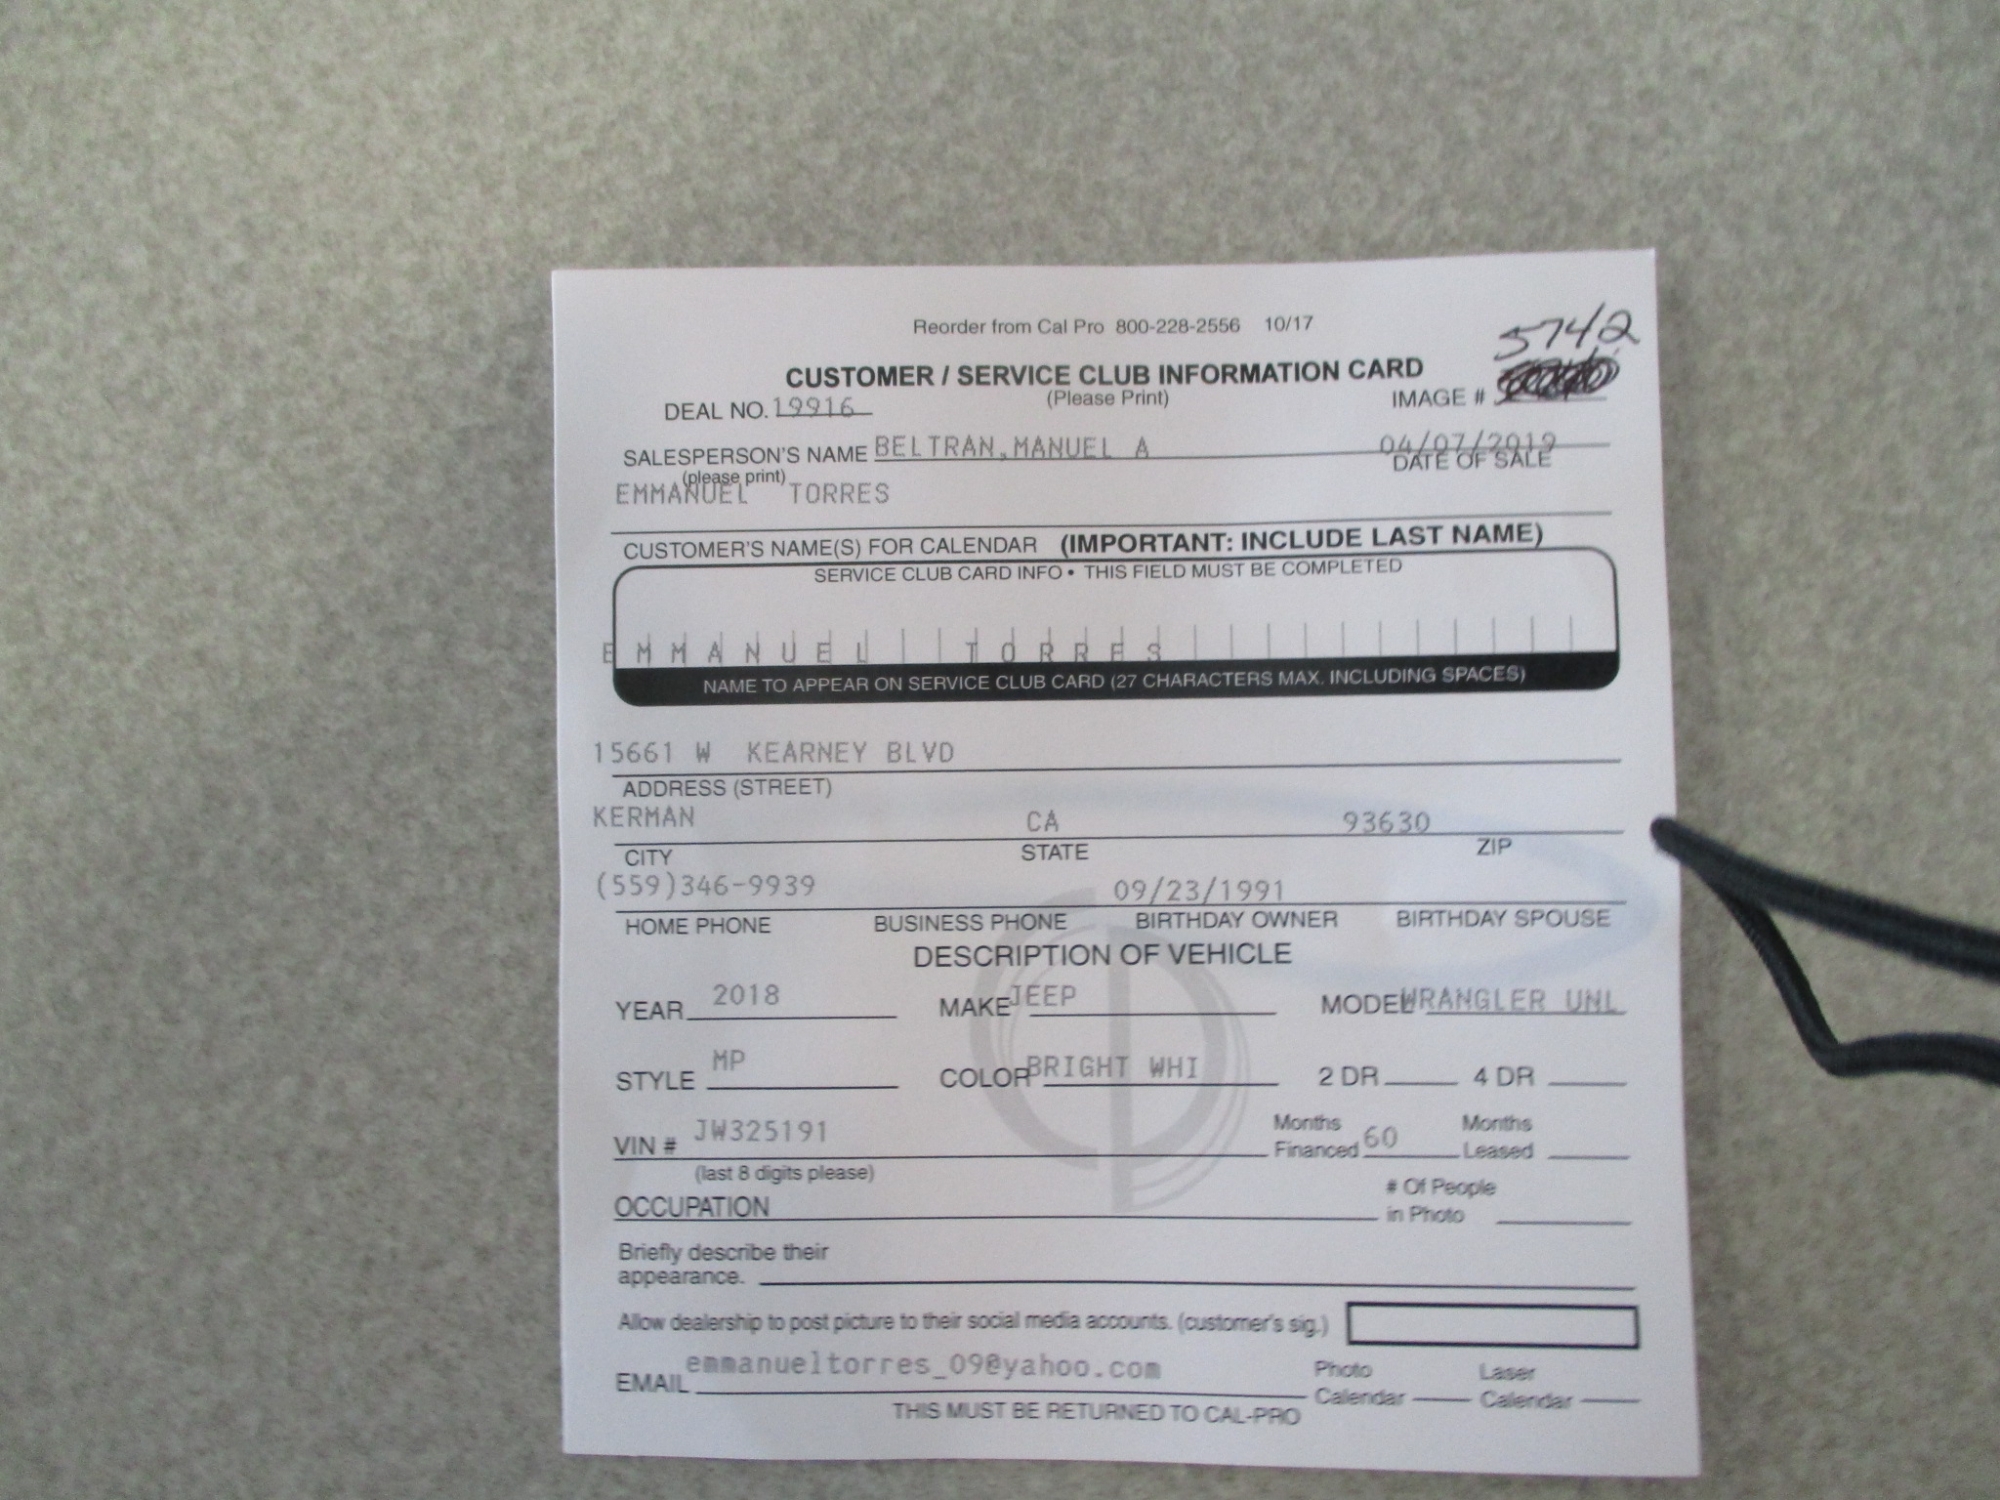 Reorder from Cal Pro 800-228-2556 10/17
5742
CUSTOMER / SERVICE CLUB INFORMATION CARD
(Please Print)
DEAL NO. 19916
IMAGE #
SALESPERSON'S NAME BELTRAN,MANUEL A 04/07/2019
(please print) DATE OF SALE
EMMANUEL TORRES
CUSTOMER'S NAME(S) FOR CALENDAR (IMPORTANT: INCLUDE LAST NAME)
SERVICE CLUB CARD INFO • THIS FIELD MUST BE COMPLETED
EMMANUEL TORRES
NAME TO APPEAR ON SERVICE CLUB CARD (27 CHARACTERS MAX. INCLUDING SPACES)
15661 W KEARNEY BLVD
ADDRESS (STREET)
KERMAN CA 93630
CITY STATE ZIP
(559)346-9939 09/23/1991
HOME PHONE BUSINESS PHONE BIRTHDAY OWNER BIRTHDAY SPOUSE
DESCRIPTION OF VEHICLE
YEAR 2018 MAKE JEEP MODEL WRANGLER UNL
STYLE MP COLOR BRIGHT WHI 2 DR 4 DR
VIN # JW325191 Months Financed 60 Months Leased
(last 8 digits please)
OCCUPATION # Of People in Photo
Briefly describe their
appearance.
Allow dealership to post picture to their social media accounts. (customer's sig.)
EMAIL emmanueltorres_09@yahoo.com Photo Calendar Laser Calendar
THIS MUST BE RETURNED TO CAL-PRO